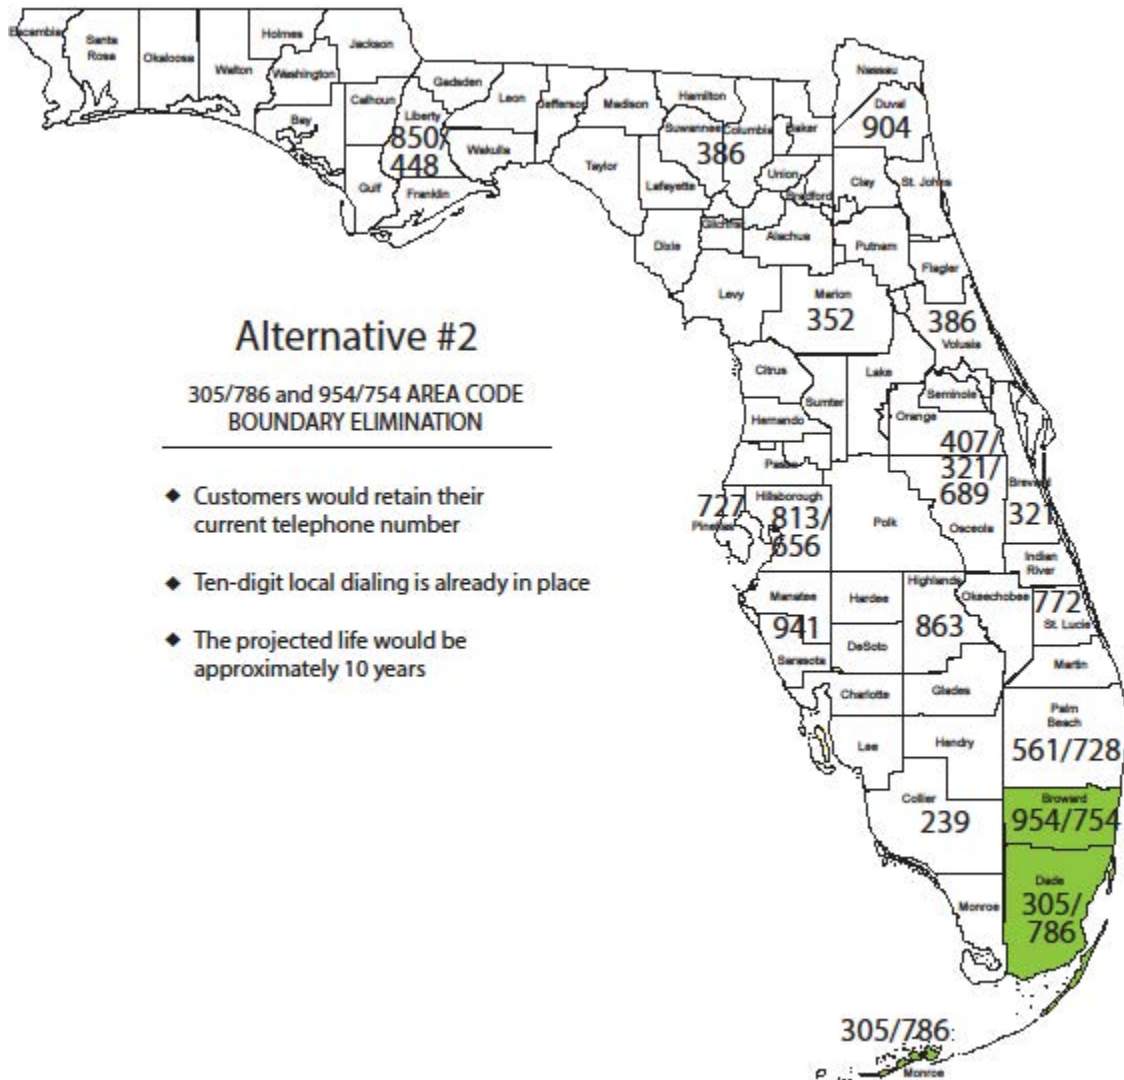 Escambia
Santa
Rosa
Okaloosa
Walton
Holmes
Washington
Jackson
Bay
Calhoun
Gulf
Liberty
850/
448
Franklin
Gadsden
Leon
Wakulla
Jefferson
Madison
Taylor
Hamilton
Suwannee
Columbia
386
Lafayette
Dixie
Baker
Union
Bradford
Gilchrist
Alachua
Nassau
Duval
904
Clay
St. Johns
Putnam
Flagler
Levy
Marion
352
386
Volusia
Alternative #2
305/786 and 954/754 AREA CODE
BOUNDARY ELIMINATION
◆ Customers would retain their
current telephone number
◆ Ten-digit local dialing is already in place
◆ The projected life would be
approximately 10 years
Citrus
Sumter
Lake
Hernando
Pasco
Seminole
Orange
407/
321/
689
Osceola
Brevard
321
727
Pinellas
Hillsborough
813/
656
Polk
Indian
River
Manatee
941
Sarasota
Hardee
DeSoto
Highlands
863
Okeechobee
772
St. Lucie
Martin
Charlotte
Glades
Lee
Hendry
Palm
Beach
561/728
Collier
239
Broward
954/754
Monroe
Dade
305/
786
305/786
Monroe